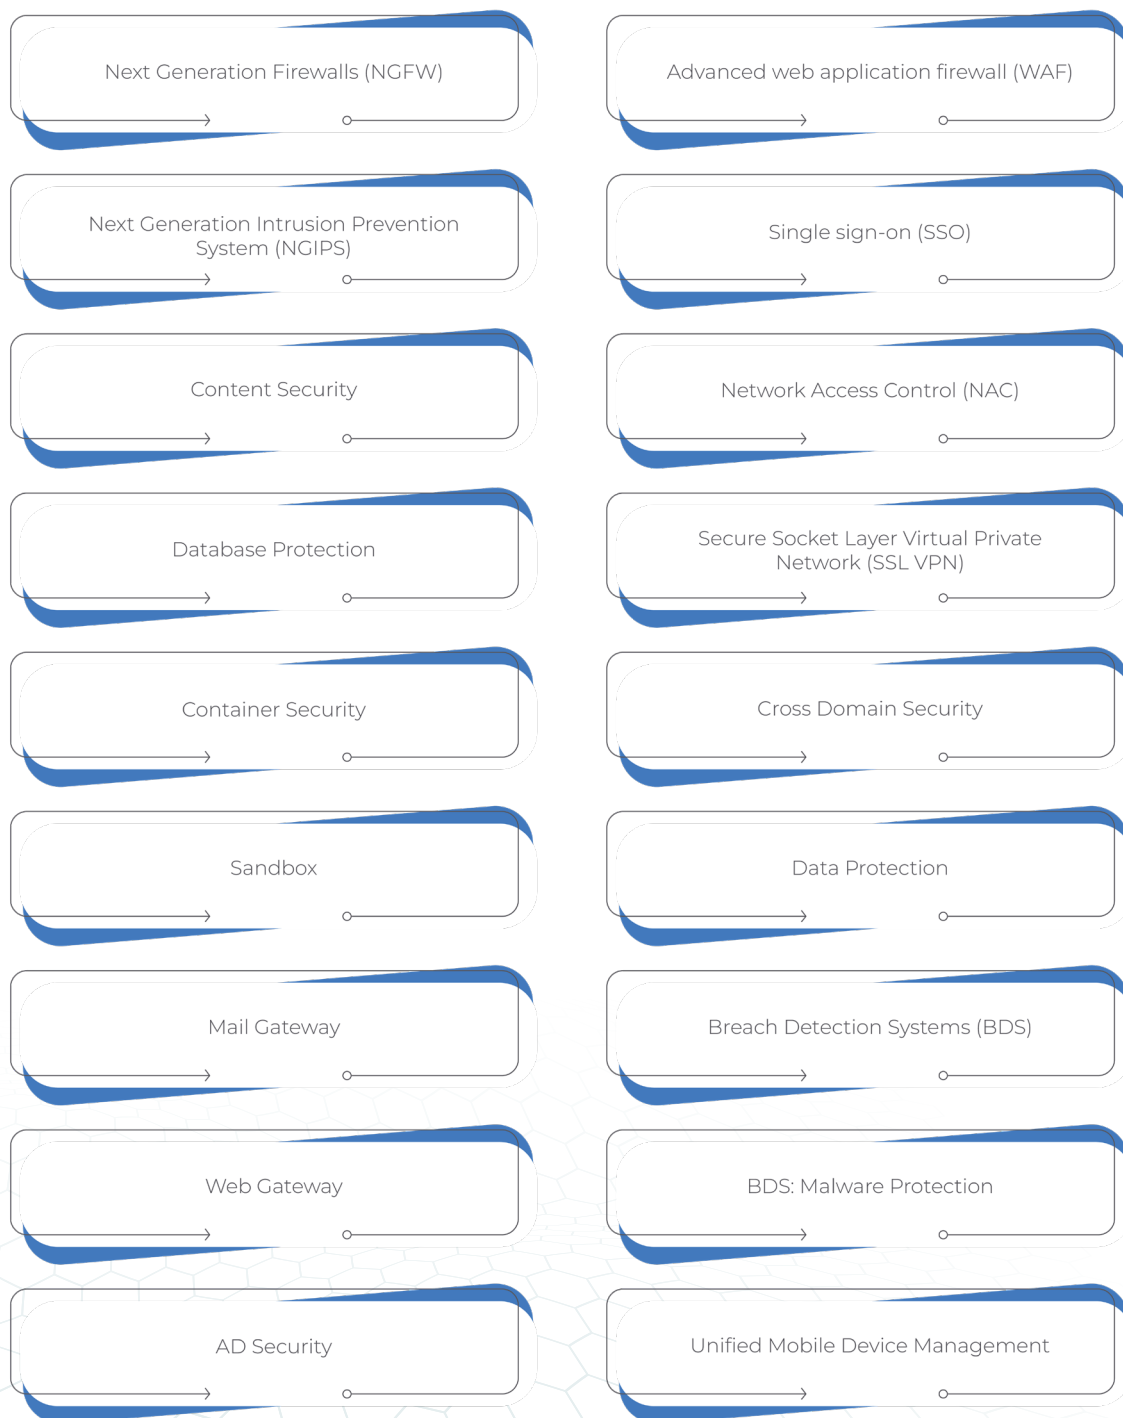 Next Generation Firewalls (NGFW)
Advanced web application firewall (WAF)
Next Generation Intrusion Prevention
System (NGIPS)
Single sign-on (SSO)
Content Security
Network Access Control (NAC)
Database Protection
Secure Socket Layer Virtual Private
Network (SSL VPN)
Container Security
Cross Domain Security
Sandbox
Data Protection
Mail Gateway
Breach Detection Systems (BDS)
Web Gateway
BDS: Malware Protection
AD Security
Unified Mobile Device Management